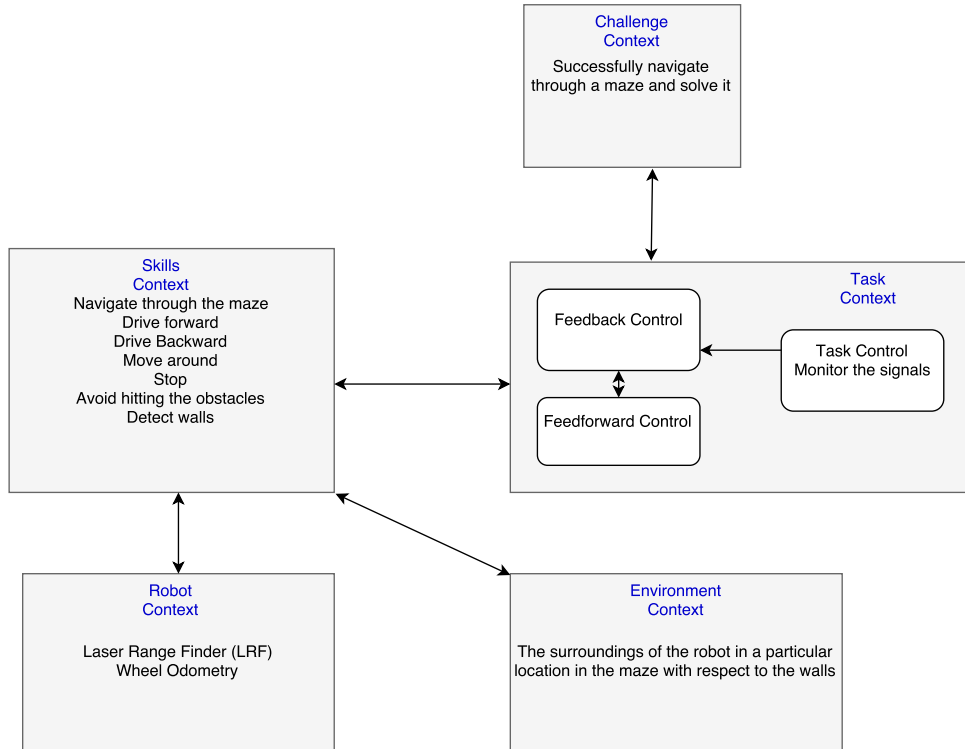 Challenge
Context
Successfully navigate
through a maze and solve it
Skills
Context
Navigate through the maze
Drive forward
Drive Backward
Move around
Stop
Avoid hitting the obstacles
Detect walls
Task
Context
Feedback Control
Task Control
Monitor the signals
Feedforward Control
Robot
Context
Laser Range Finder (LRF)
Wheel Odometry
Environment
Context
The surroundings of the robot in a particular
location in the maze with respect to the walls